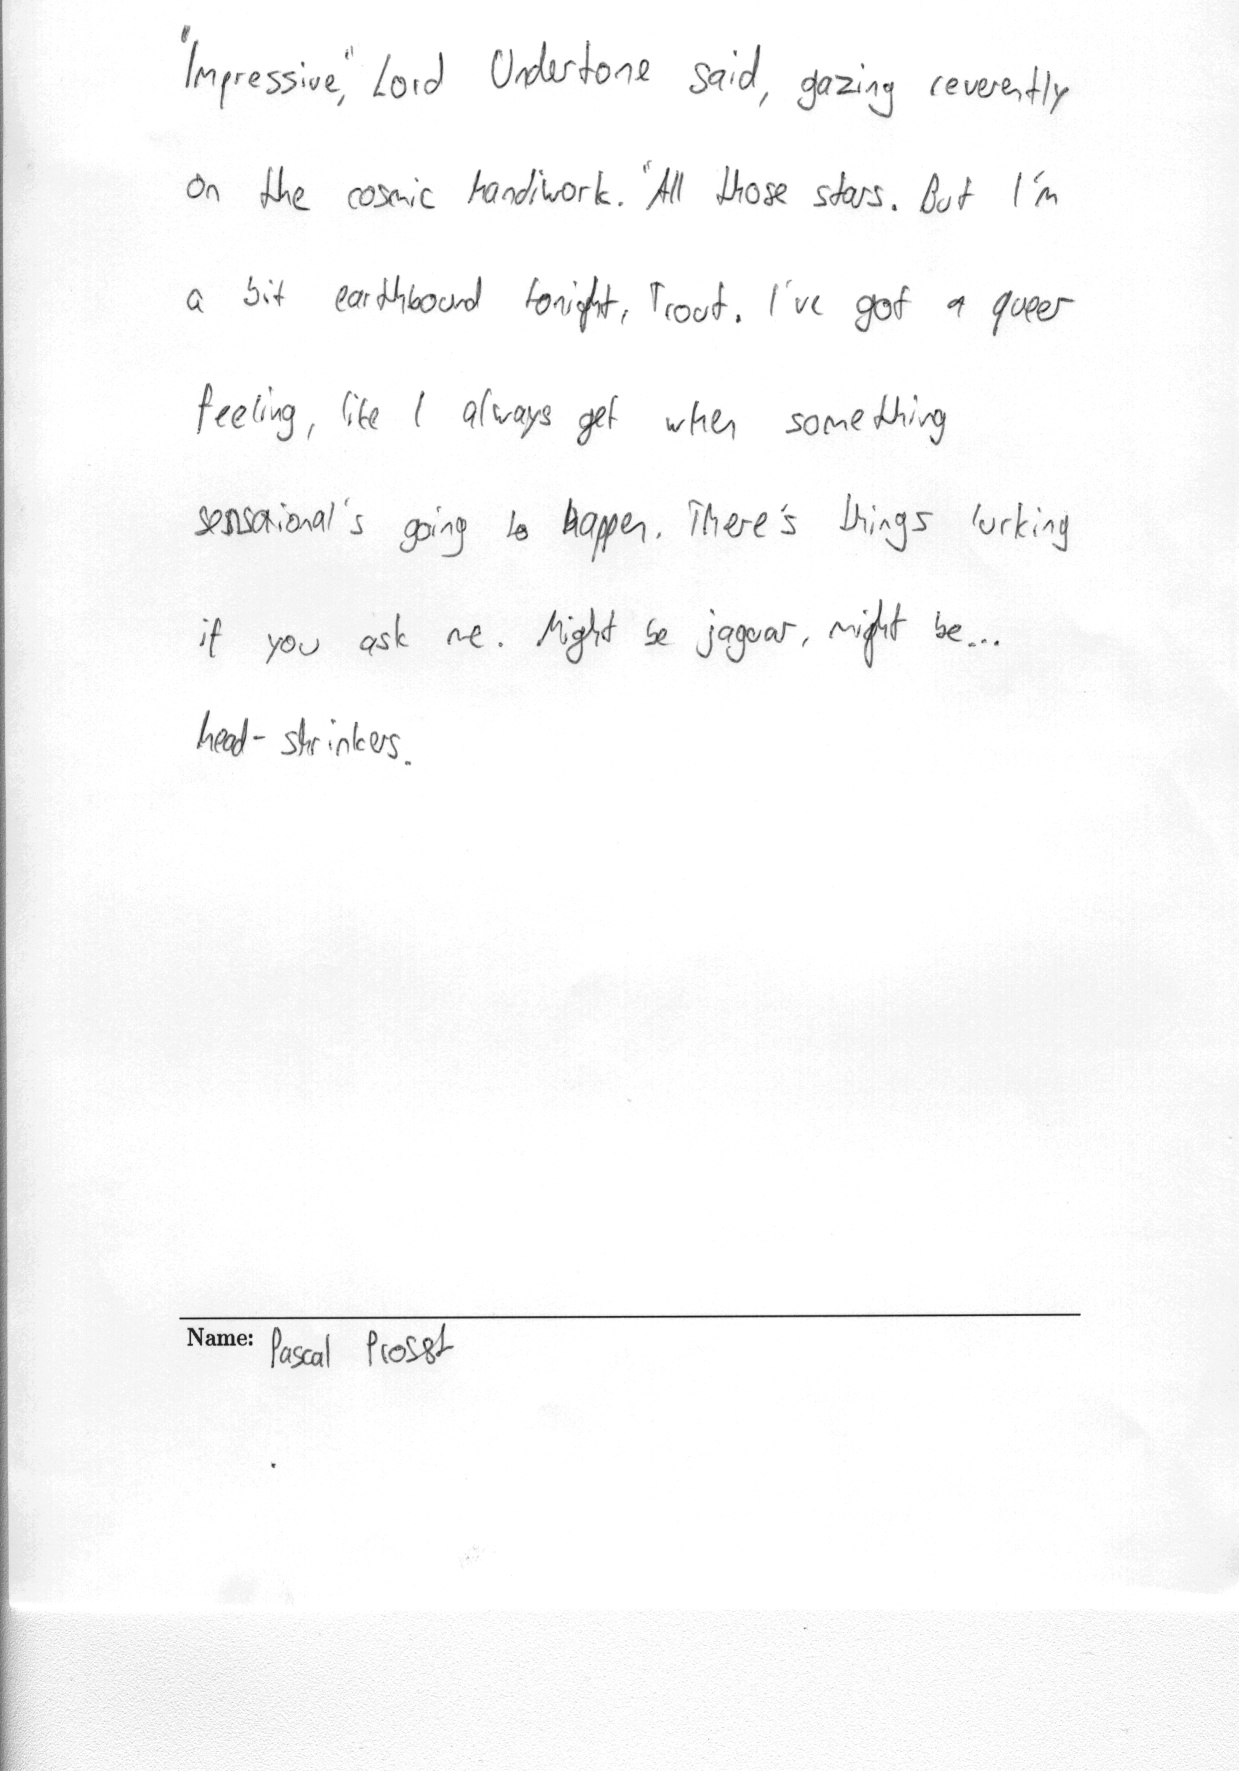 "Impressive," Lord Undertone said, gazing reverently
on the cosmic handiwork. "All those stars. But I'm
a bit earthbound tonight, Trout. I've got a queer
feeling, like I always get when something
sensaional's going to happen. There's things lurking
if you ask me. Might be jaguar, might be...
head-shrinkers.
Name: Pascal